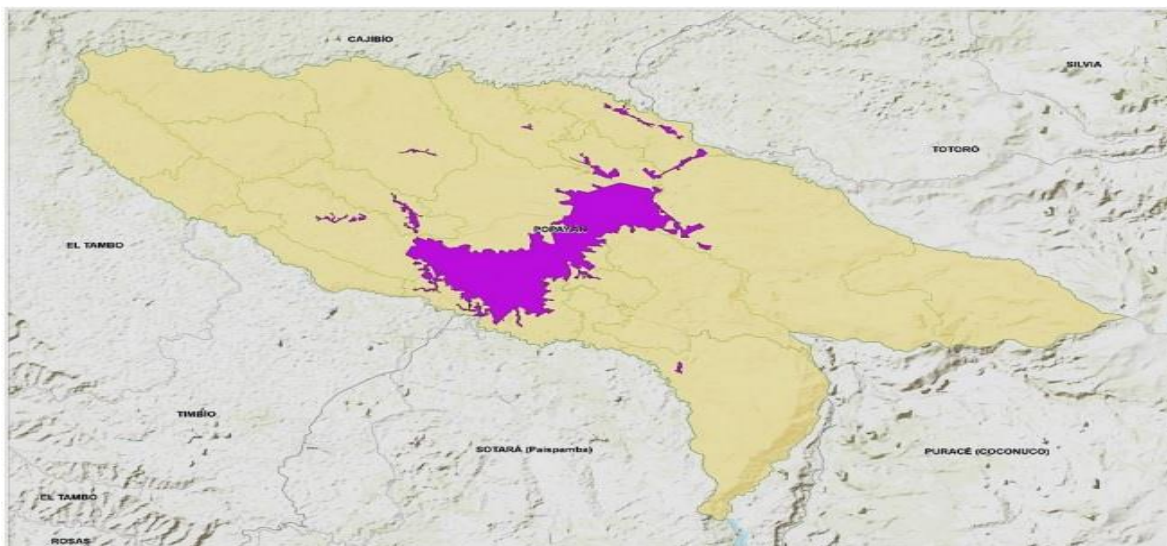 CAJIBÍO
SILVIA
TOTORÓ
POPAYÁN
EL TAMBO
TIMBÍO
SOTARÁ (Paispamba)
PURACÉ (COCONUCO)
EL TAMBO
ROSAS